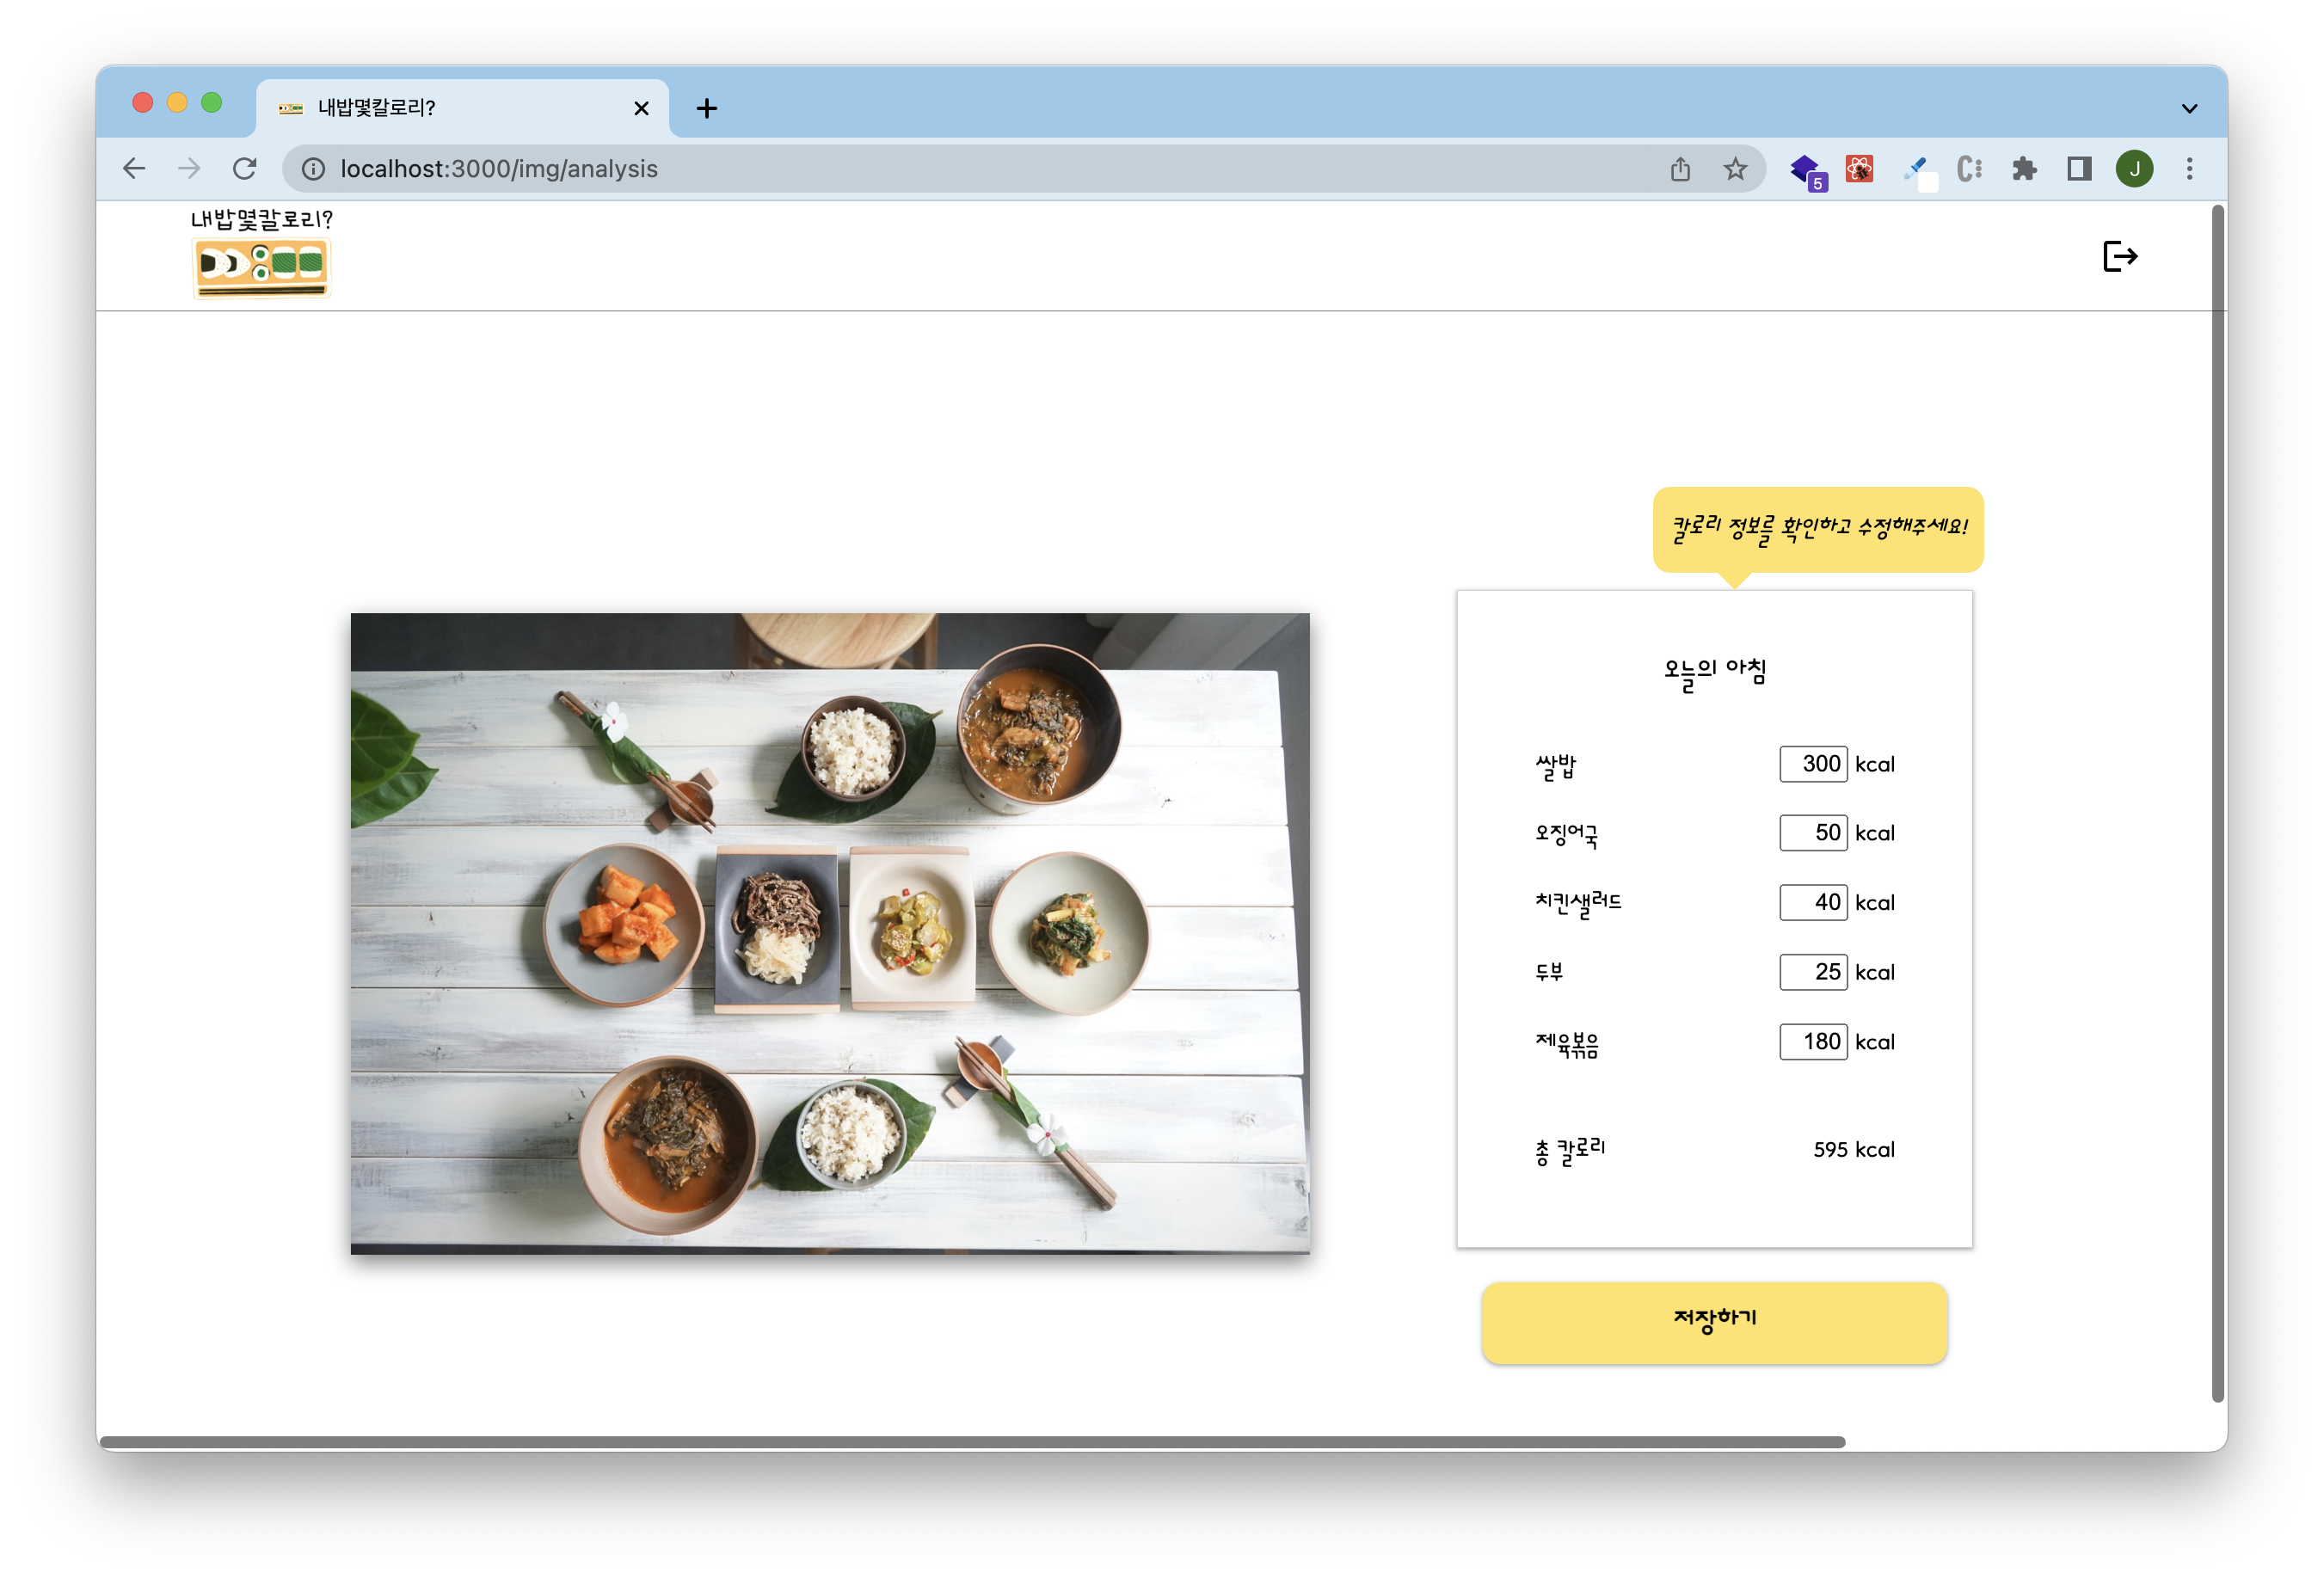 내밥몇칼로리?
localhost:3000/img/analysis
5
J
내밥몇칼로리?
칼로리 정보를 확인하고 수정해주세요!
오늘의 아침
쌀밥 300 kcal
오징어국 50 kcal
치킨샐러드 40 kcal
두부 25 kcal
제육볶음 180 kcal
총 칼로리 595 kcal
저장하기